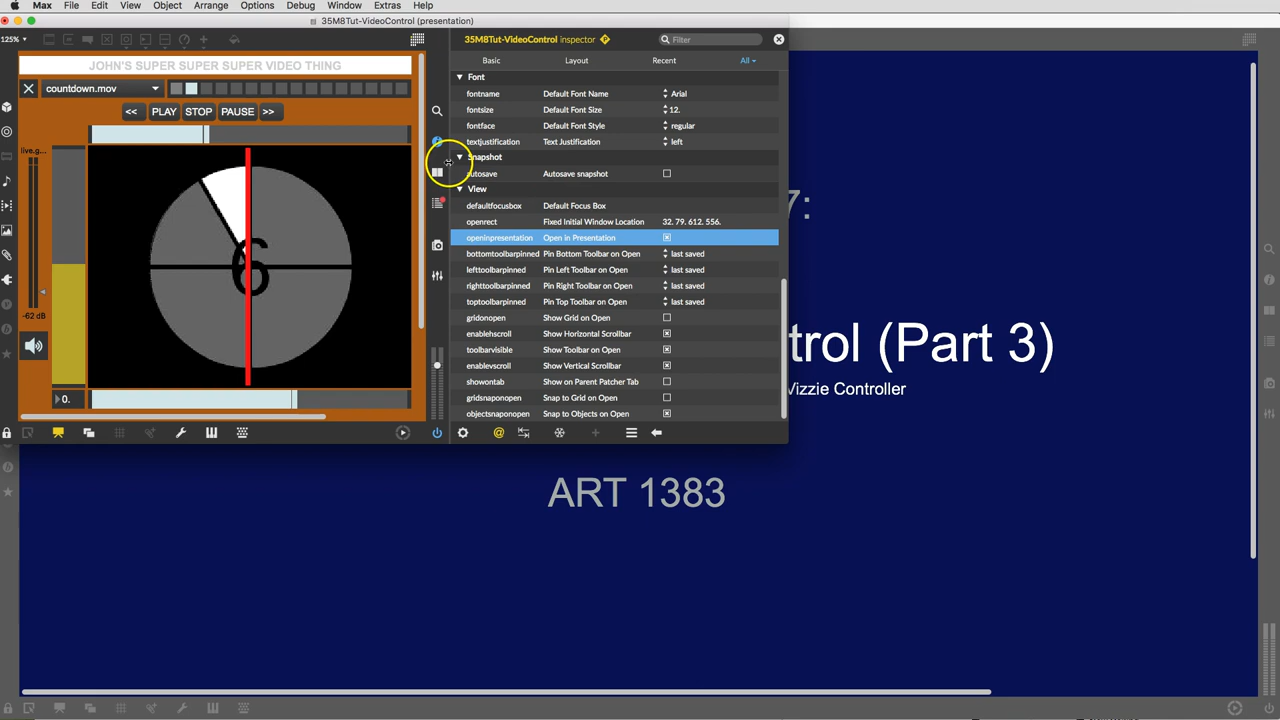 Max File Edit View Object Arrange Options Debug Window Extras Help
35M8Tut-VideoControl (presentation)
125%
35M8Tut-VideoControl inspector
Filter
Basic Layout Recent All
JOHN'S SUPER SUPER SUPER VIDEO THING
countdown.mov
<< PLAY STOP PAUSE >>
live.g...
-62 dB
6
0.
Font
fontname Default Font Name Arial
fontsize Default Font Size 12.
fontface Default Font Style regular
textjustification Text Justification left
Snapshot
autosave Autosave snapshot
View
defaultfocusbox Default Focus Box
openrect Fixed Initial Window Location 32. 79. 612. 556.
openinpresentation Open in Presentation
bottomtoolbarpinned Pin Bottom Toolbar on Open last saved
lefttoolbarpinned Pin Left Toolbar on Open last saved
righttoolbarpinned Pin Right Toolbar on Open last saved
toptoolbarpinned Pin Top Toolbar on Open last saved
gridonopen Show Grid on Open
enablehscroll Show Horizontal Scrollbar
toolbarvisible Show Toolbar on Open
enablevscroll Show Vertical Scrollbar
showontab Show on Parent Patcher Tab
gridsnaponopen Snap to Grid on Open
objectsnaponopen Snap to Objects on Open
7:
trol (Part 3)
Vizzie Controller
ART 1383